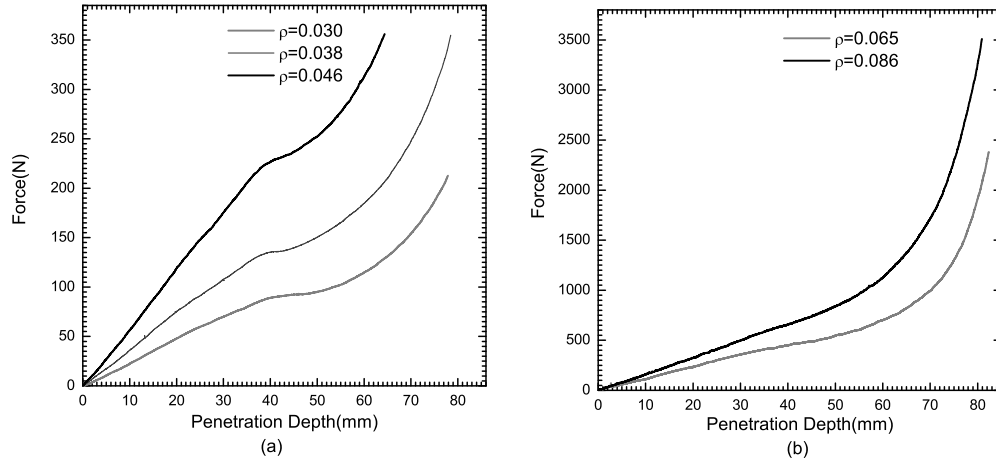 ρ=0.030
ρ=0.038
ρ=0.046
350
300
250
200
150
100
50
0
Force(N)
0 10 20 30 40 50 60 70 80
Penetration Depth(mm)
(a)
ρ=0.065
ρ=0.086
3500
3000
2500
2000
1500
1000
500
0
Force(N)
0 10 20 30 40 50 60 70 80
Penetration Depth(mm)
(b)